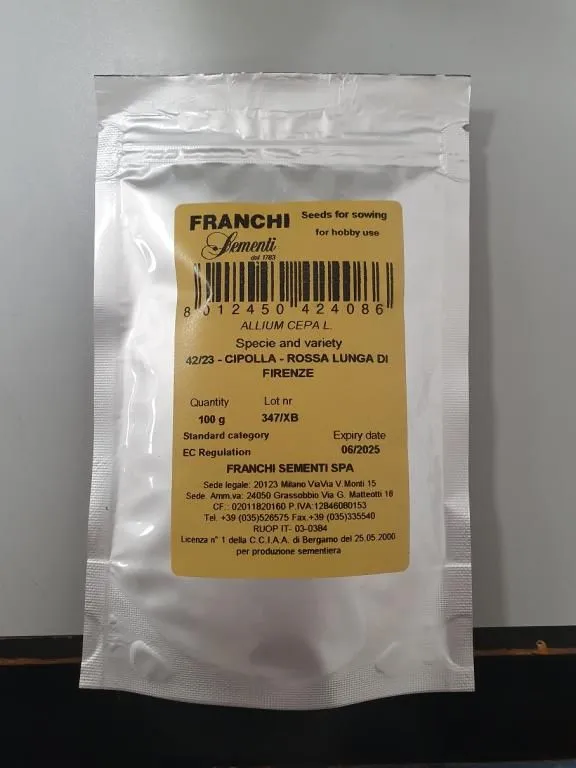 FRANCHI
Seeds for sowing
Sementi
for hobby use
dal 1783
8 012450 424086
ALLIUM CEPA L.
Specie and variety
42/23 - CIPOLLA - ROSSA LUNGA DI
FIRENZE
Quantity Lot nr
100 g 347/XB
Standard category Expiry date
EC Regulation 06/2025
FRANCHI SEMENTI SPA
Sede legale: 20123 Milano ViaVia V.Monti 15
Sede. Amm.va: 24050 Grassobbio Via G. Matteotti 18
CF.: 02011820160 P.IVA:12846080153
Tel. +39 (035)526575 Fax.+39 (035)335540
RUOP IT- 03-0384
Licenza n° 1 della C.C.I.A.A. di Bergamo del 25.05.2000
per produzione sementiera